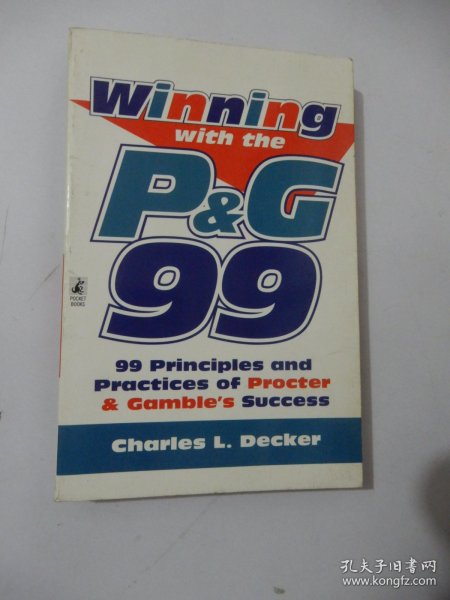 Winning
with the
P&G
99
POCKET
BOOKS
99 Principles and
Practices of Procter
& Gamble's Success
Charles L. Decker
孔夫子旧书网
www.kongfz.com